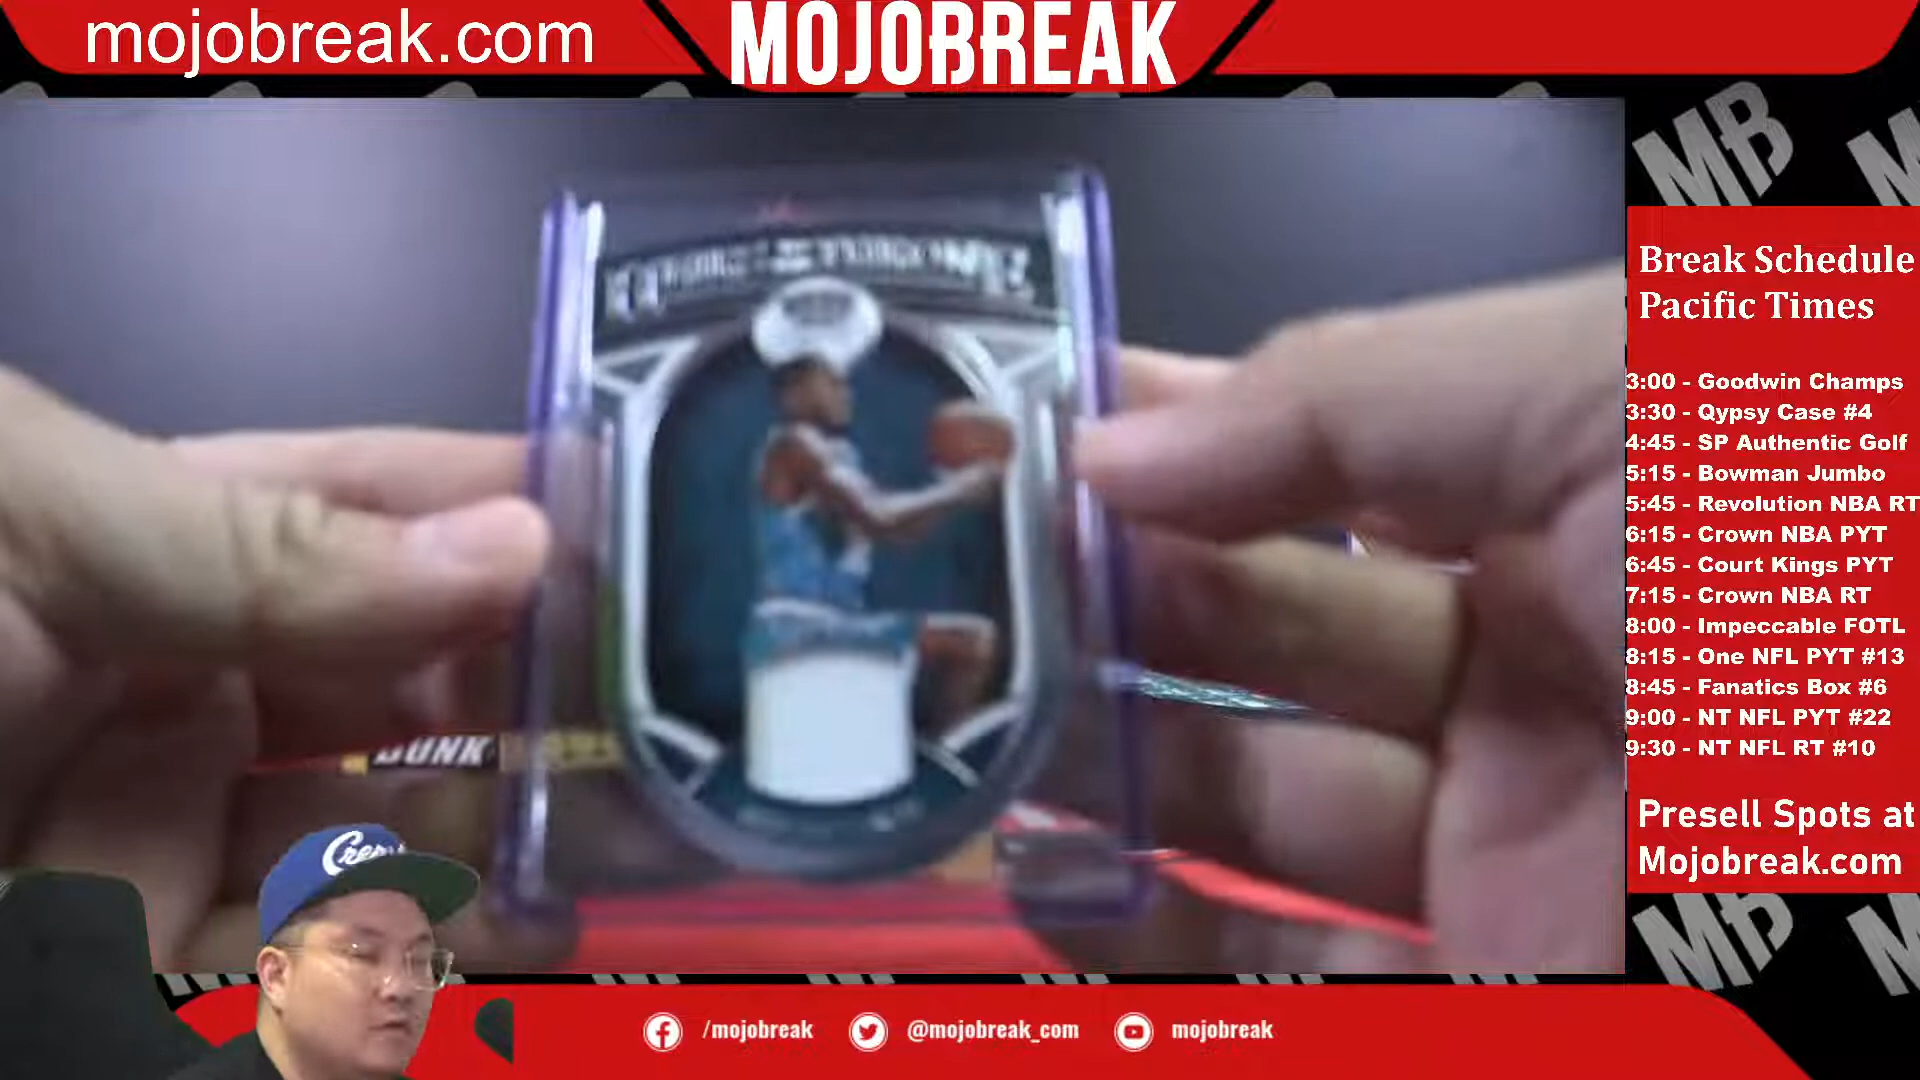 mojobreak.com
MOJOBREAK
MB
Break Schedule
Pacific Times
3:00 - Goodwin Champs
3:30 - Qypsy Case #4
4:45 - SP Authentic Golf
5:15 - Bowman Jumbo
5:45 - Revolution NBA RT
6:15 - Crown NBA PYT
6:45 - Court Kings PYT
7:15 - Crown NBA RT
8:00 - Impeccable FOTL
8:15 - One NFL PYT #13
8:45 - Fanatics Box #6
9:00 - NT NFL PYT #22
9:30 - NT NFL RT #10
Presell Spots at
Mojobreak.com
MB
DUNK
/mojobreak
@mojobreak_com
mojobreak